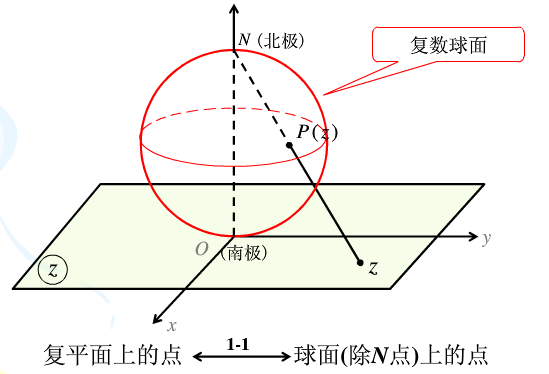 N (北极)
复数球面
P(z)
O (南极)
y
z
z
x
复平面上的点 1-1 球面(除N点)上的点